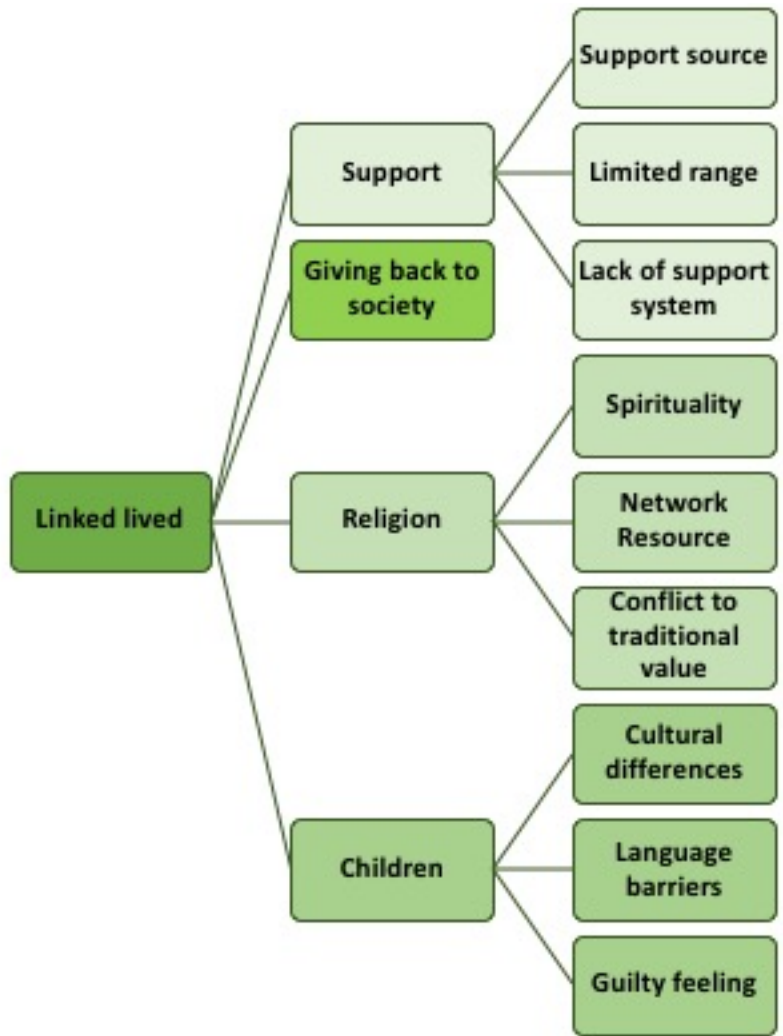 Support source
Support
Limited range
Giving back to
society
Lack of support
system
Spirituality
Linked lived
Religion
Network
Resource
Conflict to
traditional
value
Cultural
differences
Children
Language
barriers
Guilty feeling